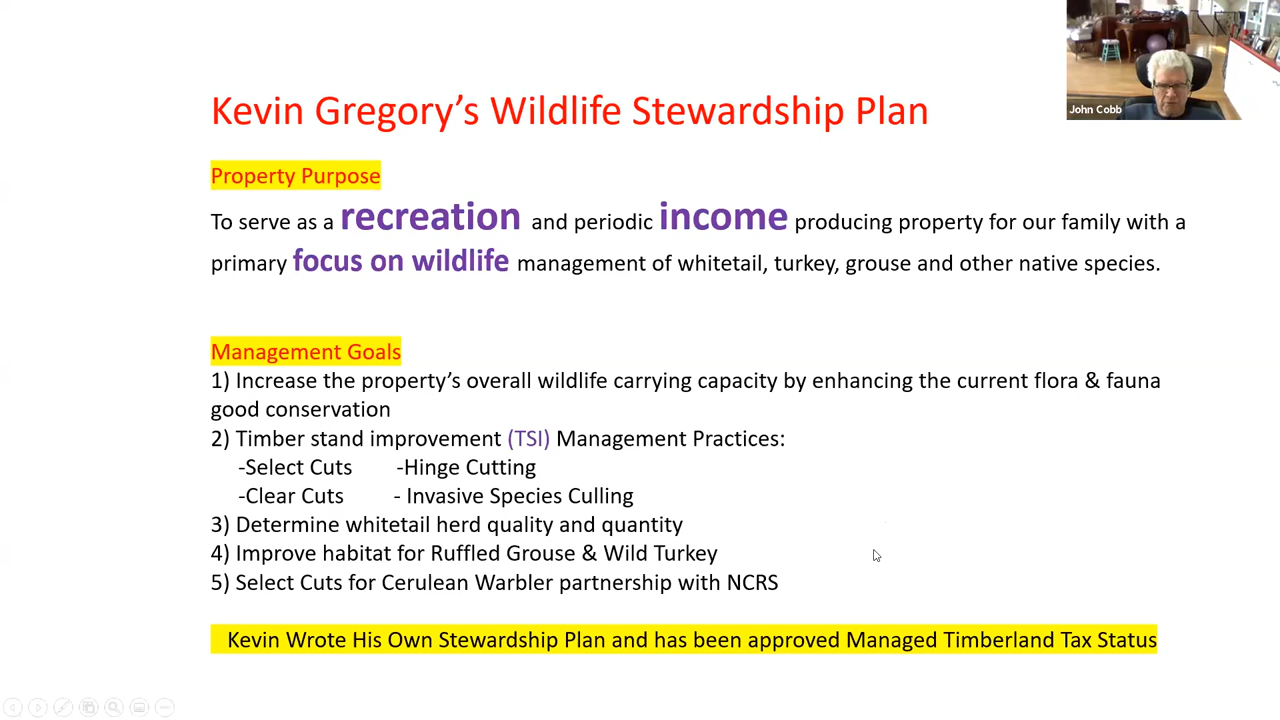 Kevin Gregory's Wildlife Stewardship Plan
John Cobb
Property Purpose
To serve as a recreation and periodic income producing property for our family with a
primary focus on wildlife management of whitetail, turkey, grouse and other native species.
Management Goals
1) Increase the property's overall wildlife carrying capacity by enhancing the current flora & fauna
good conservation
2) Timber stand improvement (TSI) Management Practices:
-Select Cuts -Hinge Cutting
-Clear Cuts - Invasive Species Culling
3) Determine whitetail herd quality and quantity
4) Improve habitat for Ruffled Grouse & Wild Turkey
5) Select Cuts for Cerulean Warbler partnership with NCRS
Kevin Wrote His Own Stewardship Plan and has been approved Managed Timberland Tax Status